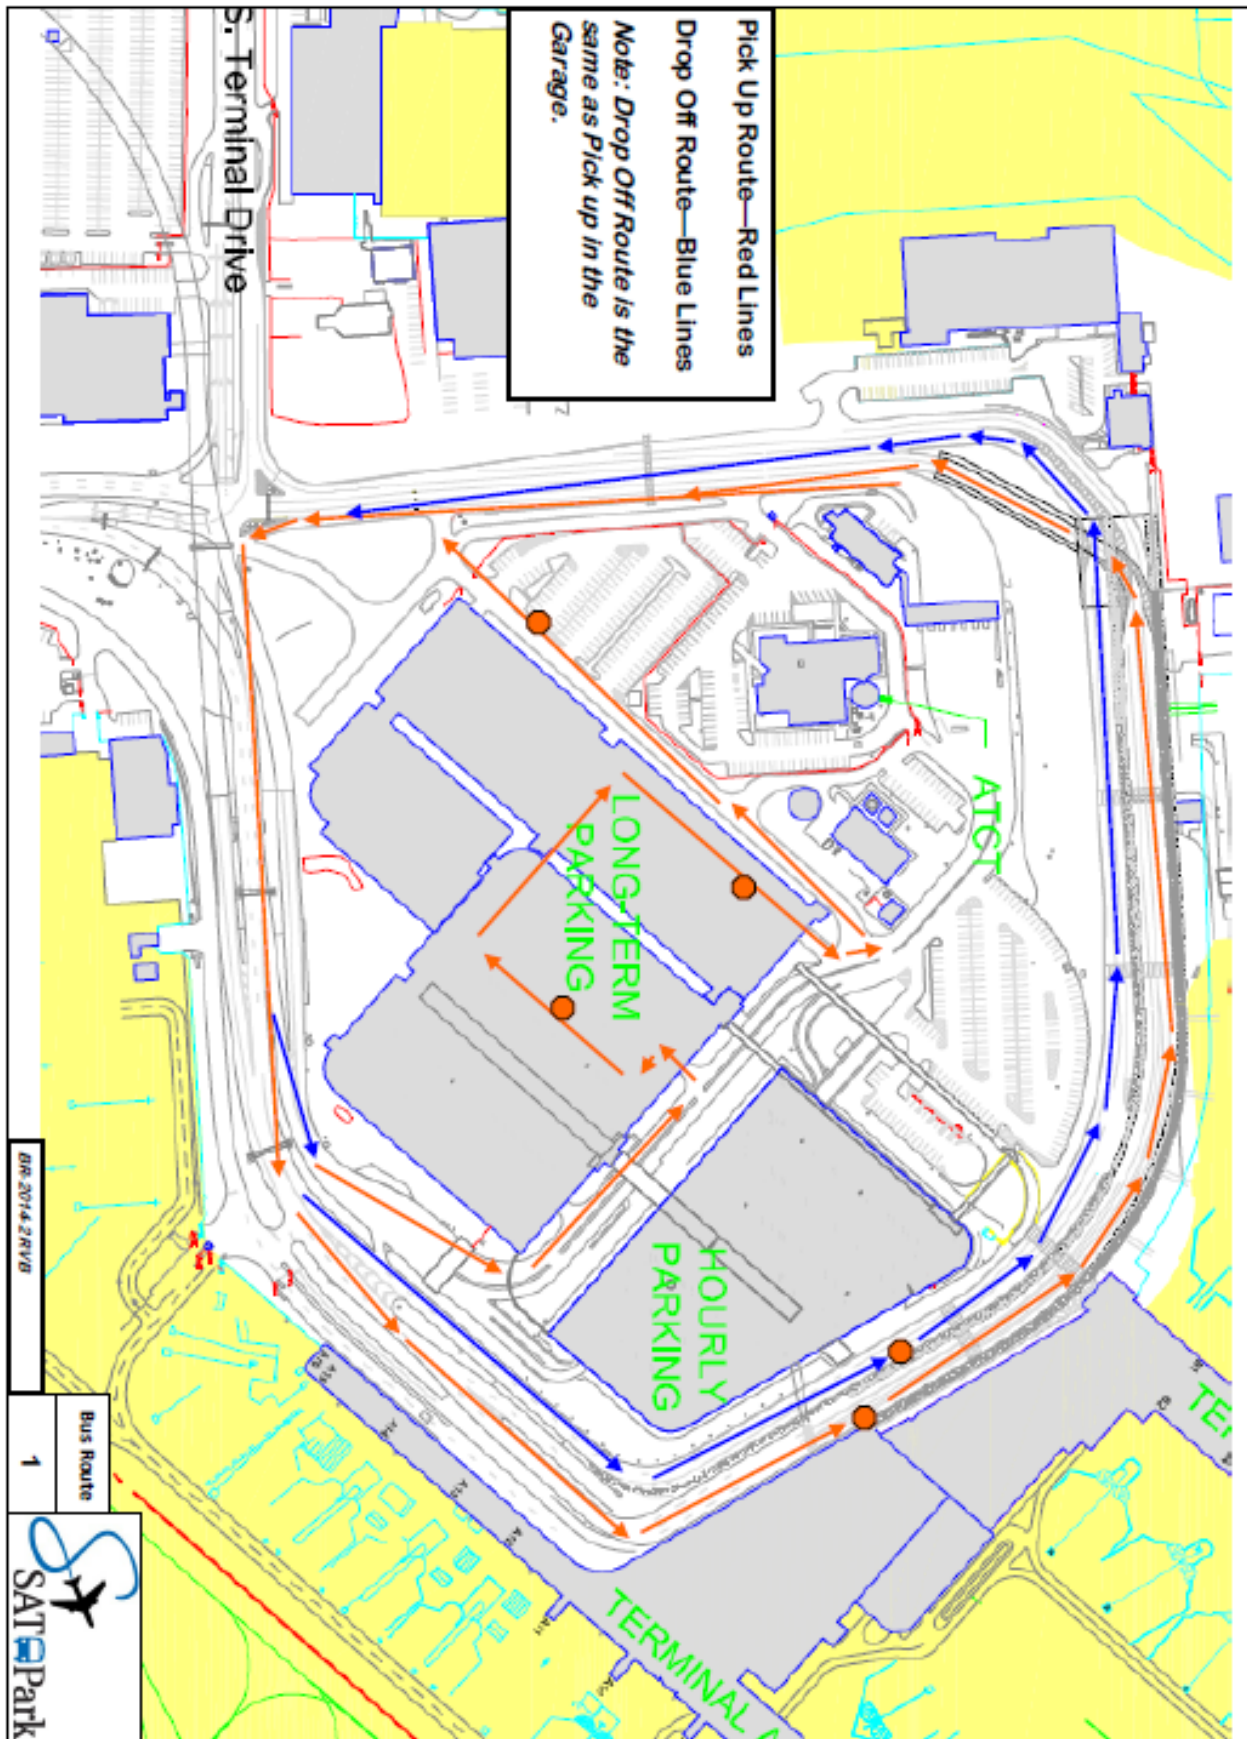 Pick Up Route—Red Lines
Drop Off Route—Blue Lines
Note: Drop Off Route is the
same as Pick up in the
Garage.
S. Terminal Drive
ATCT
LONG-TERM
PARKING
HOURLY
PARKING
TERMINAL A
TER
BR-2014-2RVB
Bus Route
1
SAT Park